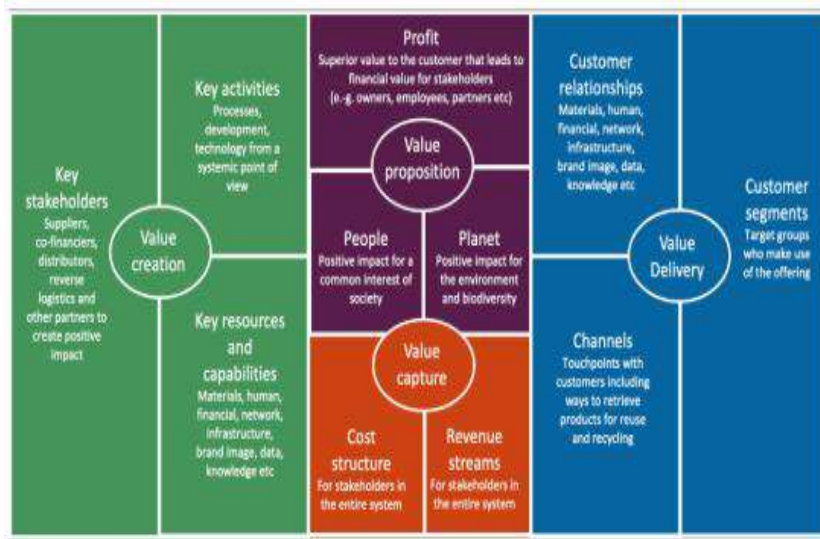 Key
stakeholders
Suppliers,
co-financiers,
distributors,
reverse
logistics and
other partners to
create positive
impact
Value
creation
Key activities
Processes,
development,
technology from a
systemic point of
view
Key resources
and
capabilities
Materials, human,
financial, network,
infrastructure,
brand image, data,
knowledge etc
Profit
Superior value to the customer that leads to
financial value for stakeholders
(e.-g. owners, employees, partners etc)
Value
proposition
People
Positive impact for a
common interest of
society
Planet
Positive impact for
the environment
and biodiversity
Value
capture
Cost
structure
For stakeholders in
the entire system
Revenue
streams
For stakeholders in
the entire system
Customer
relationships
Materials, human,
financial, network,
infrastructure,
brand image, data,
knowledge etc
Value
Delivery
Channels
Touchpoints with
customers including
ways to retrieve
products for reuse
and recycling
Customer
segments
Target groups
who make use
of the offering